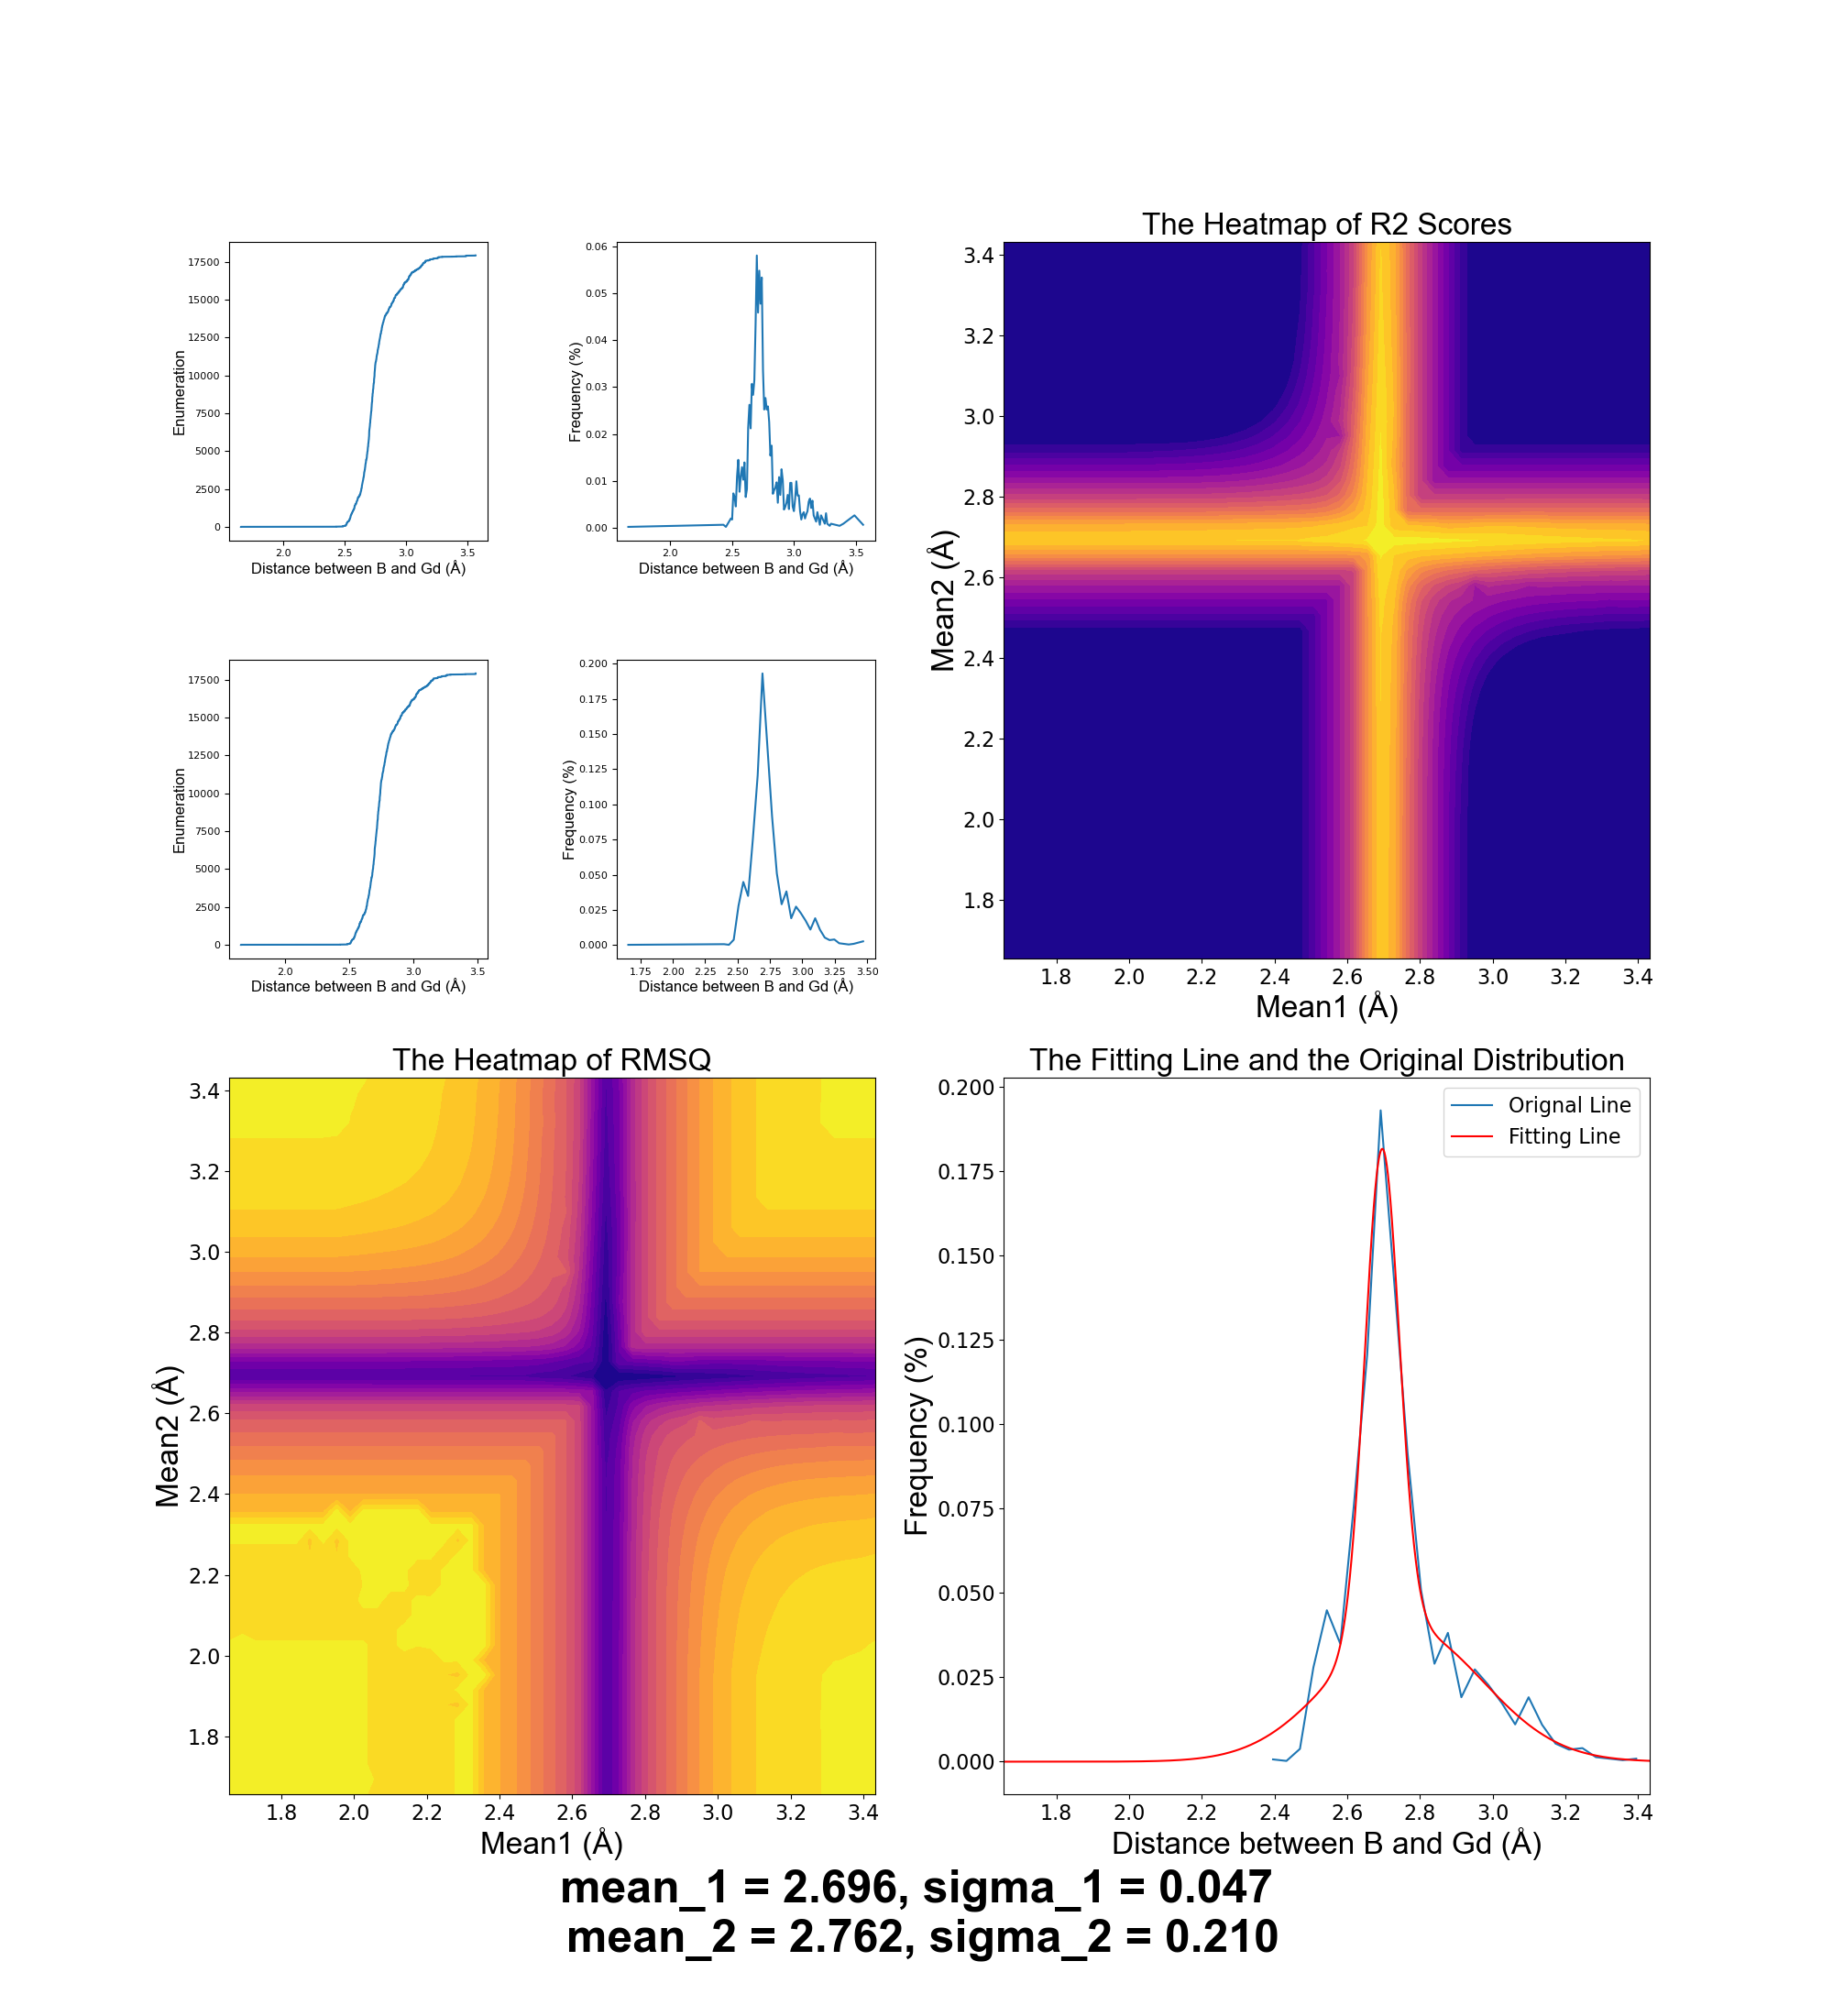 The Heatmap of R2 Scores
17500
15000
12500
10000
7500
5000
2500
0
Enumeration
2.0 2.5 3.0 3.5
Distance between B and Gd (Å)
0.06
0.05
0.04
0.03
0.02
0.01
0.00
Frequency (%)
2.0 2.5 3.0 3.5
Distance between B and Gd (Å)
3.4
3.2
3.0
2.8
2.6
2.4
2.2
2.0
1.8
Mean2 (Å)
1.8 2.0 2.2 2.4 2.6 2.8 3.0 3.2 3.4
Mean1 (Å)
17500
15000
12500
10000
7500
5000
2500
0
Enumeration
2.0 2.5 3.0 3.5
Distance between B and Gd (Å)
0.200
0.175
0.150
0.125
0.100
0.075
0.050
0.025
0.000
Frequency (%)
1.75 2.00 2.25 2.50 2.75 3.00 3.25 3.50
Distance between B and Gd (Å)
The Heatmap of RMSQ
3.4
3.2
3.0
2.8
2.6
2.4
2.2
2.0
1.8
Mean2 (Å)
1.8 2.0 2.2 2.4 2.6 2.8 3.0 3.2 3.4
Mean1 (Å)
The Fitting Line and the Original Distribution
Orignal Line
Fitting Line
0.200
0.175
0.150
0.125
0.100
0.075
0.050
0.025
0.000
Frequency (%)
1.8 2.0 2.2 2.4 2.6 2.8 3.0 3.2 3.4
Distance between B and Gd (Å)
mean_1 = 2.696, sigma_1 = 0.047
mean_2 = 2.762, sigma_2 = 0.210